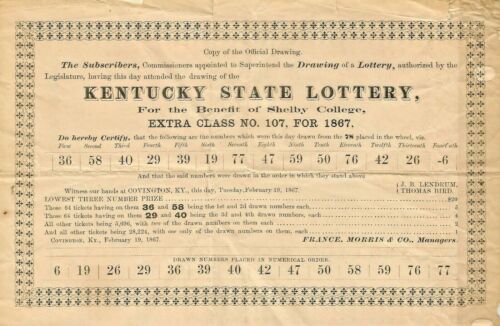 Copy of the Official Drawing.
The Subscribers, Commissioners appointed to Superintend the Drawing of a Lottery, authorized by the
Legislature, having this day attended the drawing of the
KENTUCKY STATE LOTTERY,
For the Benefit of Shelby College,
EXTRA CLASS NO. 107, FOR 1867.
Do hereby Certify, that the following are the numbers which were this day drawn from the 78 placed in the wheel, viz.
First Second Third Fourth Fifth Sixth Seventh Eighth Ninth Tenth Eleventh Twelfth Thirteenth Fourt'nth
36 58 40 29 39 19 77 47 59 50 76 42 26 -6
And that the said numbers were drawn in the order in which they stand above
Witness our hands at COVINGTON, KY., this day, Tuesday, February 19, 1867. { J. B. LENDRUM, THOMAS BIRD.
LOWEST THREE NUMBER PRIZE $20
Those 64 tickets having on them 36 and 58 being the 1st and 2d drawn numbers, each
Those 64 tickets having on them 29 and 40 being the 3d and 4th drawn numbers, each 4
All other tickets being 5,696, with two of the drawn numbers on them each 2
And all other tickets being 28,224, with one only of the drawn numbers on them, each 1
COVINGTON, KY., February 19, 1867. FRANCE, MORRIS & CO., Managers.
DRAWN NUMBERS PLACED IN NUMERICAL ORDER.
6 19 26 29 36 39 40 42 47 50 58 59 76 77